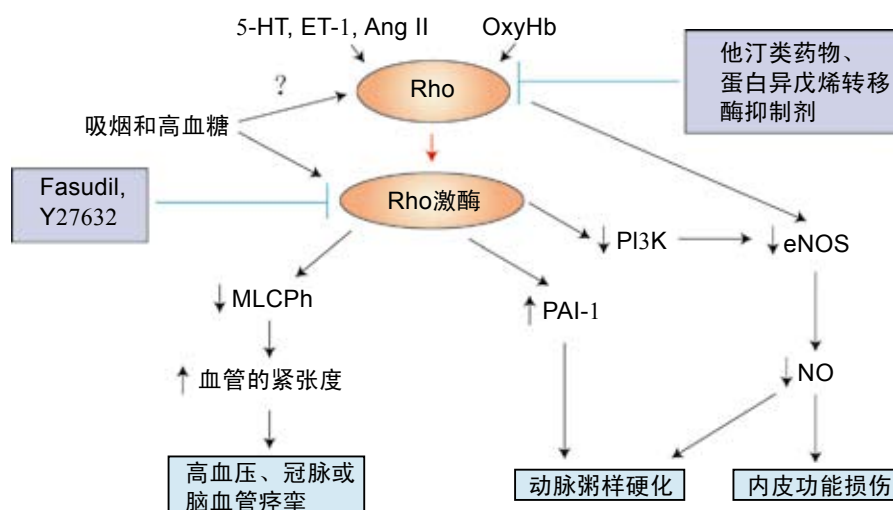 5-HT, ET-1, Ang II
OxyHb
他汀类药物、
蛋白异戊烯转移
酶抑制剂
?
Rho
吸烟和高血糖
Fasudil,
Y27632
Rho激酶
↓ PI3K
↓ eNOS
↓ MLCPh
↑ PAI-1
↑ 血管的紧张度
↓ NO
高血压、冠脉或
脑血管痉挛
动脉粥样硬化
内皮功能损伤